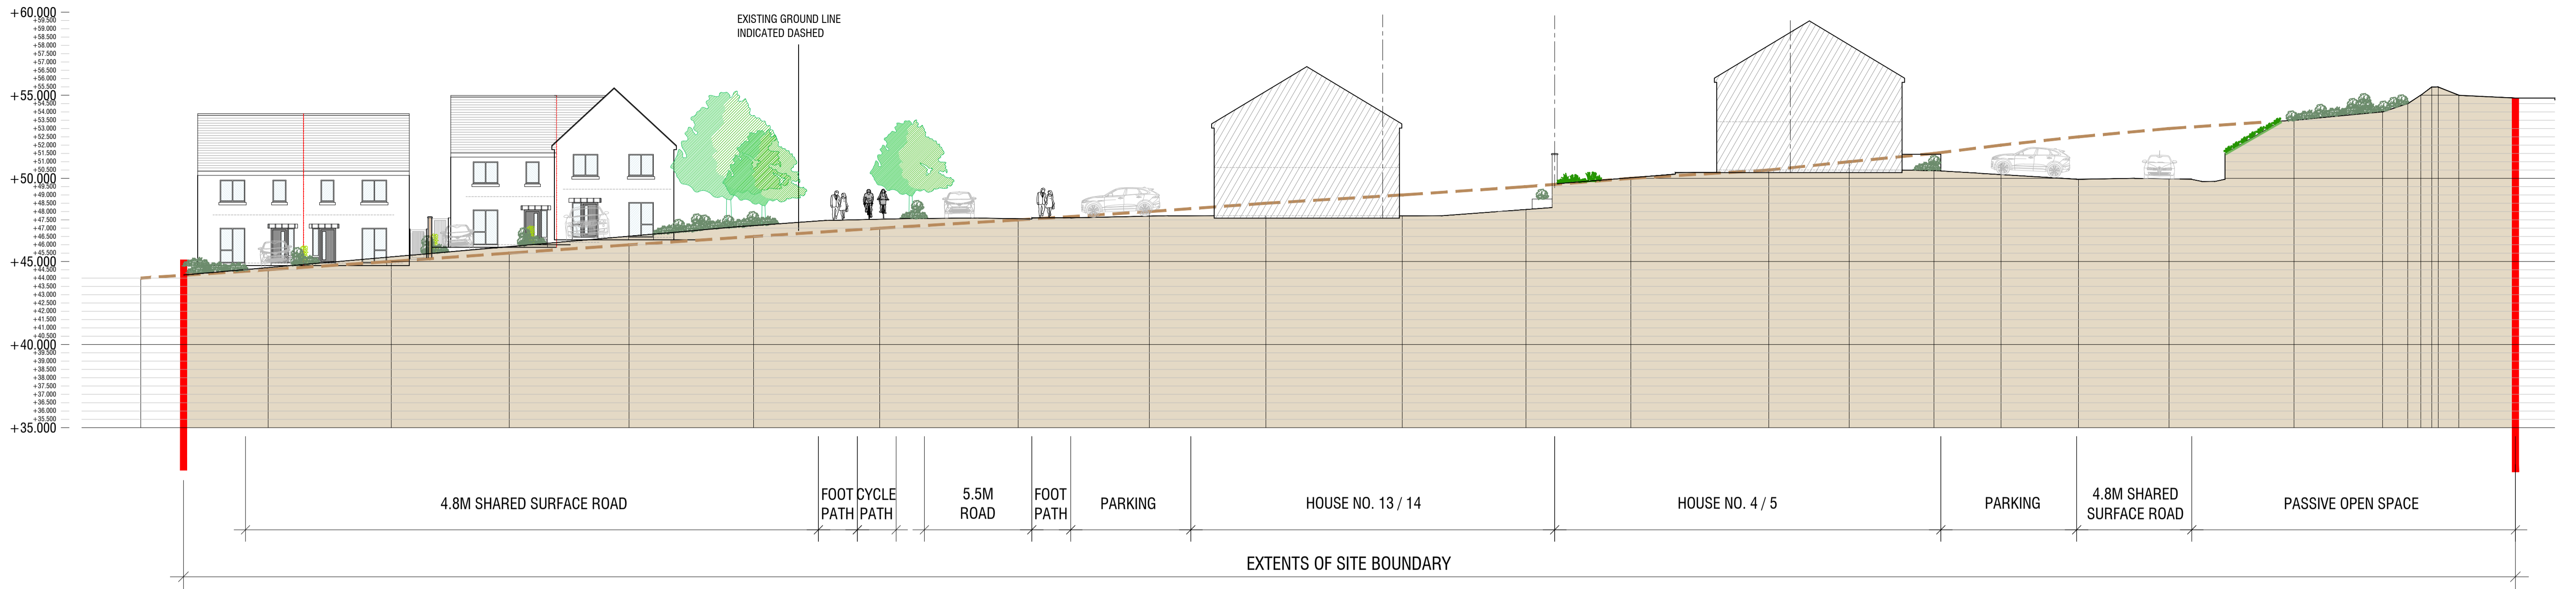 +60.000
+59.500
+59.000
+58.500
+58.000
+57.500
+57.000
+56.500
+56.000
+55.500
+55.000
+54.500
+54.000
+53.500
+53.000
+52.500
+52.000
+51.500
+51.000
+50.500
+50.000
+49.500
+49.000
+48.500
+48.000
+47.500
+47.000
+46.500
+46.000
+45.500
+45.000
+44.500
+44.000
+43.500
+43.000
+42.500
+42.000
+41.500
+41.000
+40.500
+40.000
+39.500
+39.000
+38.500
+38.000
+37.500
+37.000
+36.500
+36.000
+35.500
+35.000
EXISTING GROUND LINE
INDICATED DASHED
4.8M SHARED SURFACE ROAD
FOOT
PATH
CYCLE
PATH
5.5M
ROAD
FOOT
PATH
PARKING
HOUSE NO. 13 / 14
HOUSE NO. 4 / 5
PARKING
4.8M SHARED
SURFACE ROAD
PASSIVE OPEN SPACE
EXTENTS OF SITE BOUNDARY